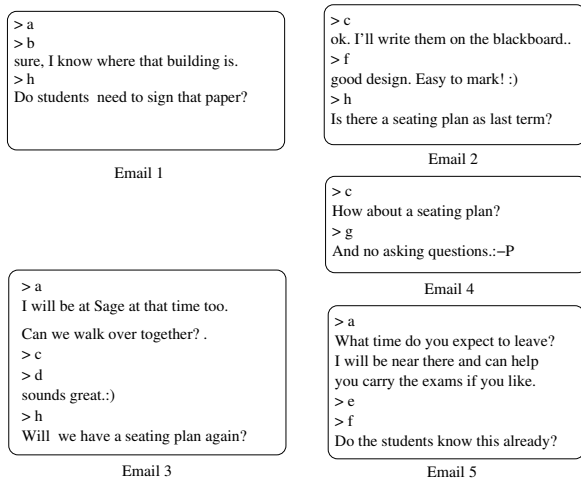 > a
> b
sure, I know where that building is.
> h
Do students need to sign that paper?
Email 1
> c
ok. I'll write them on the blackboard..
> f
good design. Easy to mark! :)
> h
Is there a seating plan as last term?
Email 2
> c
How about a seating plan?
> g
And no asking questions.:−P
Email 4
> a
I will be at Sage at that time too.
Can we walk over together? .
> c
> d
sounds great.:)
> h
Will we have a seating plan again?
Email 3
> a
What time do you expect to leave?
I will be near there and can help
you carry the exams if you like.
> e
> f
Do the students know this already?
Email 5